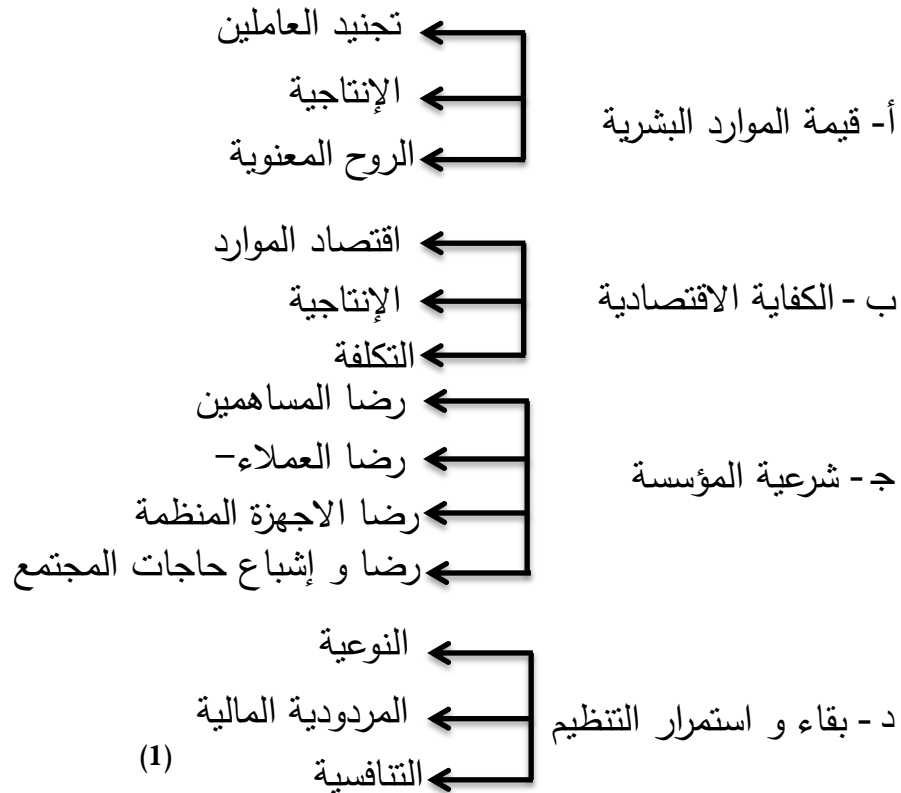 تجنيد العاملين
الإنتاجية
أ- قيمة الموارد البشرية
الروح المعنوية
اقتصاد الموارد
ب - الكفاية الاقتصادية
الإنتاجية
التكلفة
رضا المساهمين
رضا العملاء-
ج - شرعية المؤسسة
رضا الاجهزة المنظمة
رضا و إشباع حاجات المجتمع
النوعية
د - بقاء و استمرار التنظيم
المردودية المالية
التنافسية
(1)